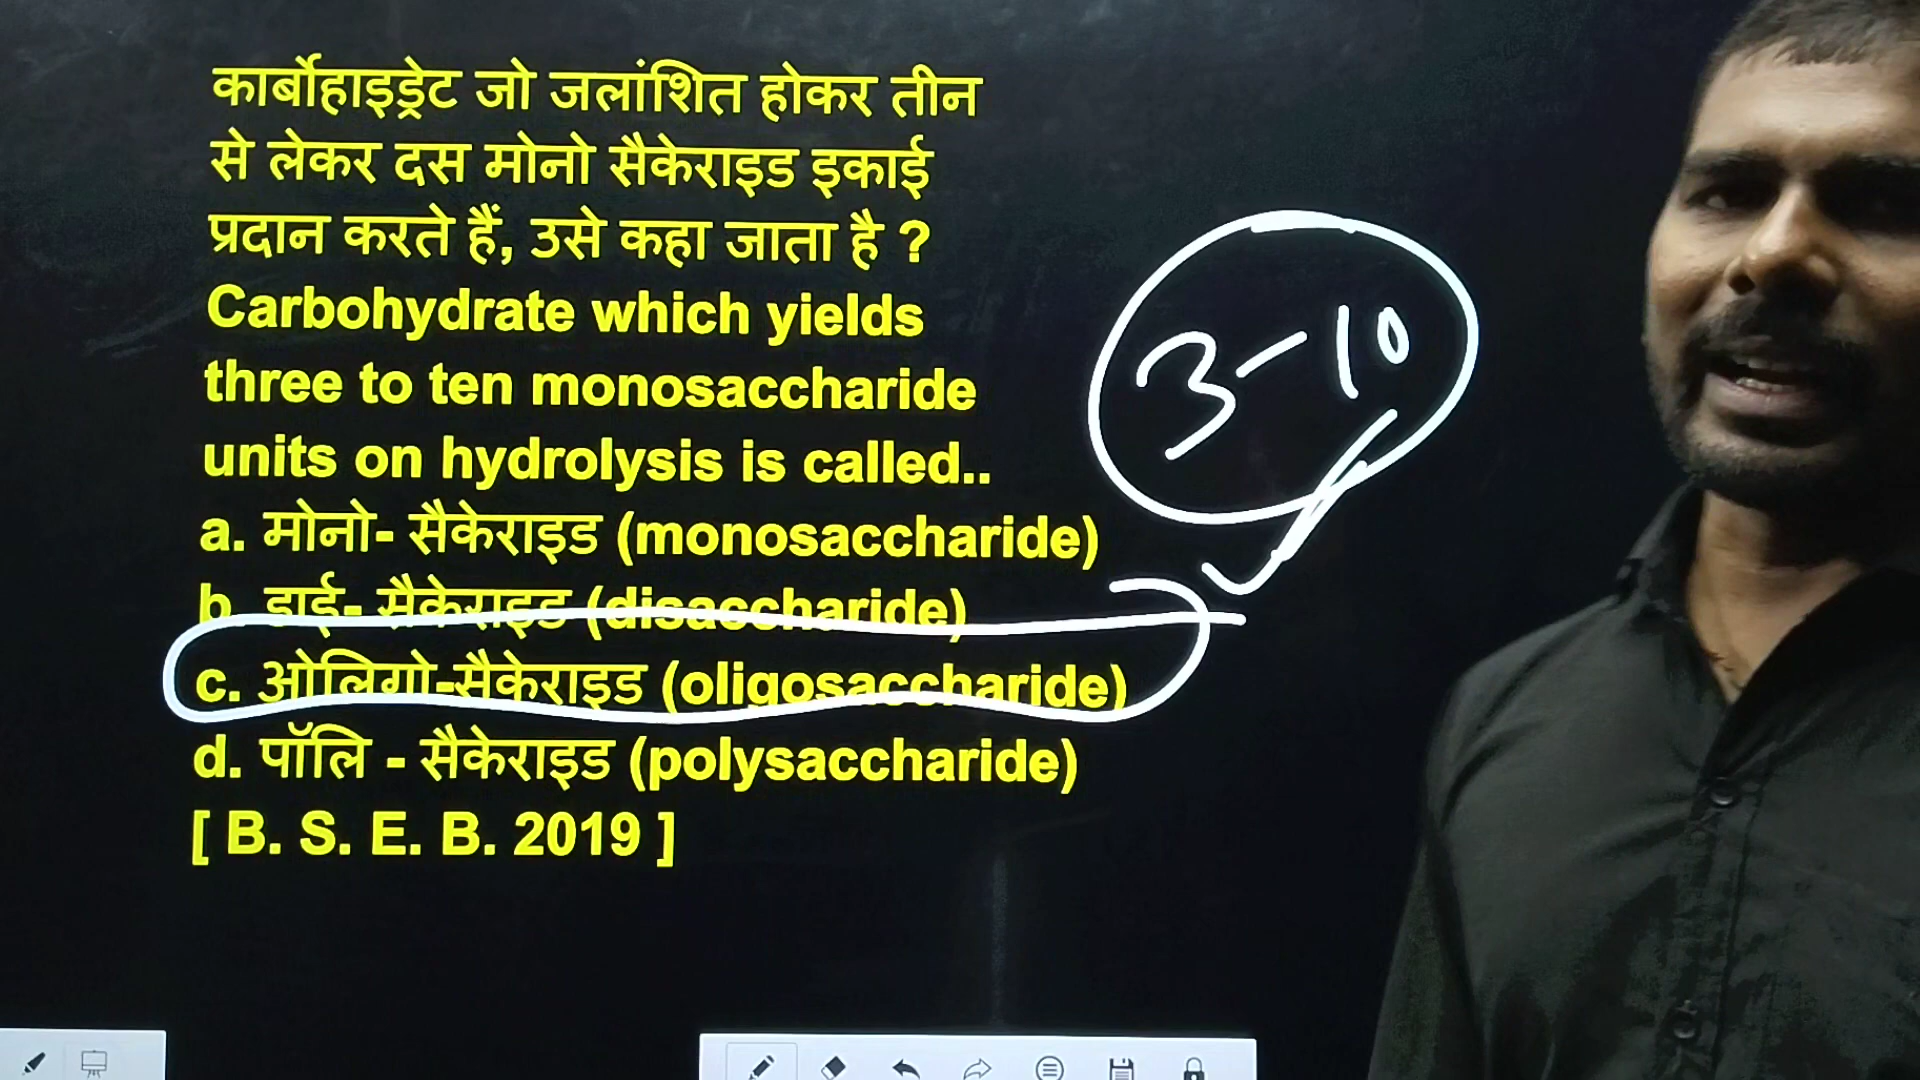 कार्बोहाइड्रेट जो जलांशित होकर तीन
से लेकर दस मोनो सैकेराइड इकाई
प्रदान करते हैं, उसे कहा जाता है ?
Carbohydrate which yields
three to ten monosaccharide
units on hydrolysis is called..
3-10
a. मोनो- सैकेराइड (monosaccharide)
b. डाई- सैकेराइड (disaccharide)
c. ओलिगो-सैकेराइड (oligosaccharide)
d. पॉलि - सैकेराइड (polysaccharide)
[ B. S. E. B. 2019 ]